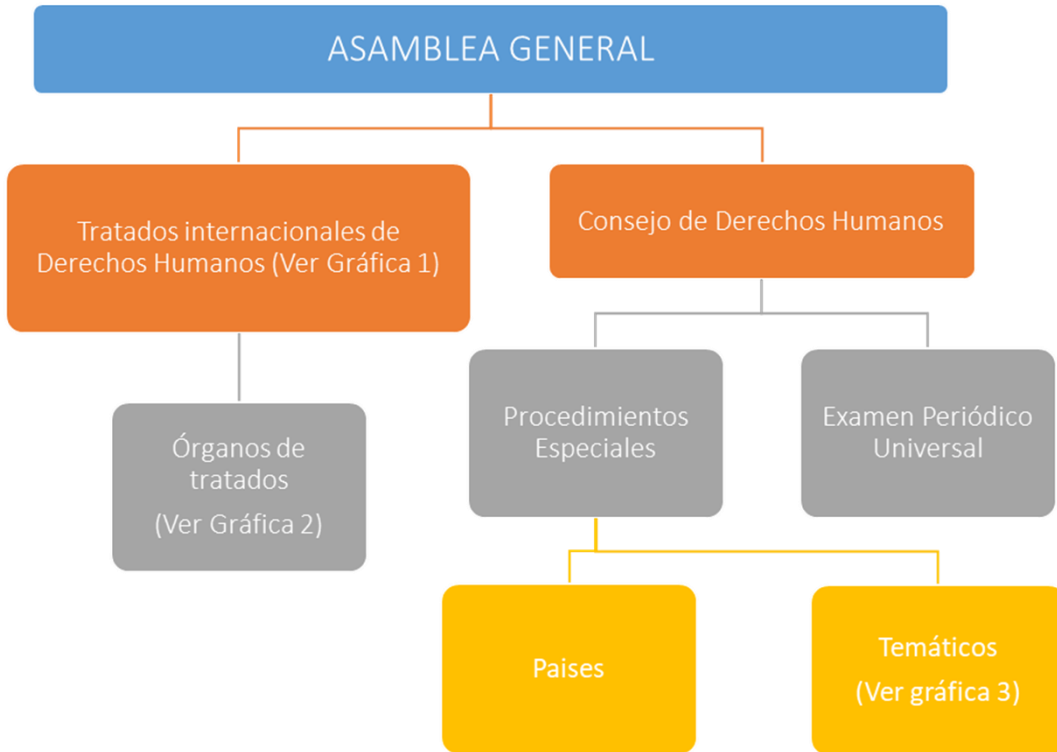 ASAMBLEA GENERAL
Tratados internacionales de
Derechos Humanos (Ver Gráfica 1)
Consejo de Derechos Humanos
Órganos de
tratados
(Ver Gráfica 2)
Procedimientos
Especiales
Examen Periódico
Universal
Paises
Temáticos
(Ver gráfica 3)